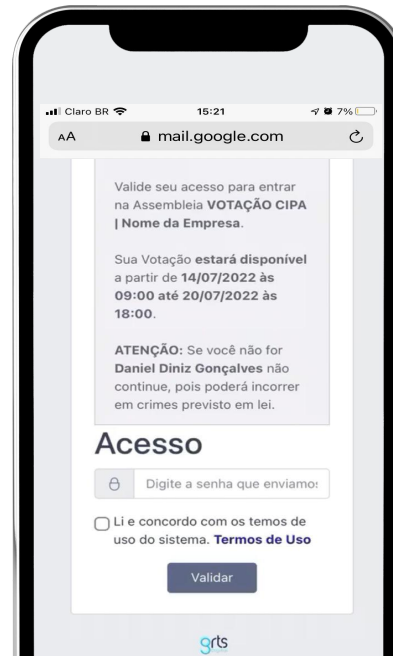 Claro BR 15:21 7%
AA mail.google.com
Valide seu acesso para entrar
na Assembleia VOTAÇÃO CIPA
| Nome da Empresa.
Sua Votação estará disponível
a partir de 14/07/2022 às
09:00 até 20/07/2022 às
18:00.
ATENÇÃO: Se você não for
Daniel Diniz Gonçalves não
continue, pois poderá incorrer
em crimes previsto em lei.
Acesso
Digite a senha que enviamos
Li e concordo com os temos de
uso do sistema. Termos de Uso
Validar
grts